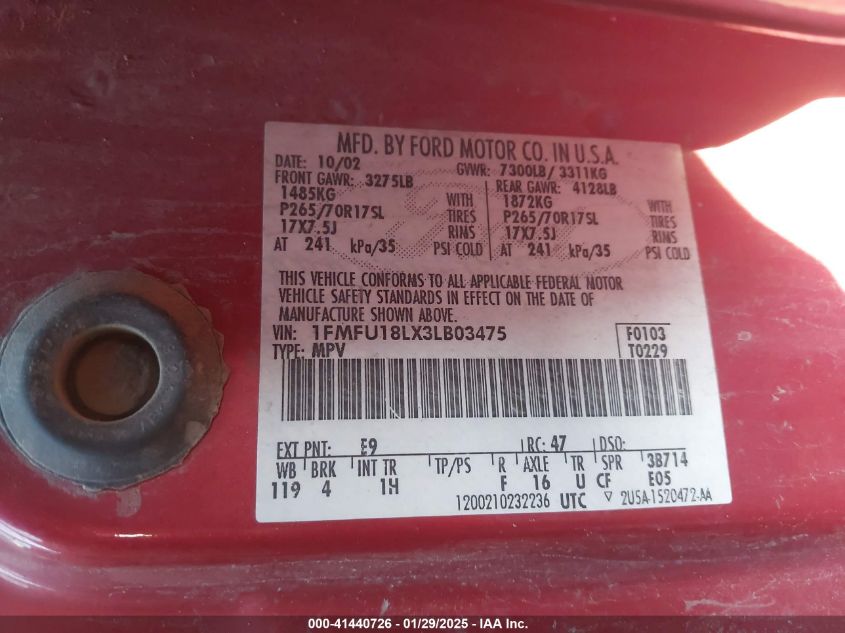 MFD. BY FORD MOTOR CO. IN U.S.A.
DATE: 10/02 GVWR: 7300LB/ 3311KG
FRONT GAWR: 3275LB REAR GAWR: 4128LB
1485KG WITH 1872KG WITH
P265/70R17SL TIRES P265/70R17SL TIRES
17X7.5J RIMS 17X7.5J RIMS
AT 241 kPa/35 PSI COLD AT 241 kPa/35 PSI COLD
THIS VEHICLE CONFORMS TO ALL APPLICABLE FEDERAL MOTOR
VEHICLE SAFETY STANDARDS IN EFFECT ON THE DATE OF
MANUFACTURE SHOWN ABOVE.
VIN: 1FMFU18LX3LB03475 F0103
TYPE: MPV T0229
EXT PNT: E9 RC: 47 DSO:
WB BRK INT TR TP/PS R AXLE TR SPR 3B714
119 4 1H F 16 U CF E05
1200210232236 UTC ▽ 2U5A-1520472-AA
000-41440726 - 01/29/2025 - IAA Inc.